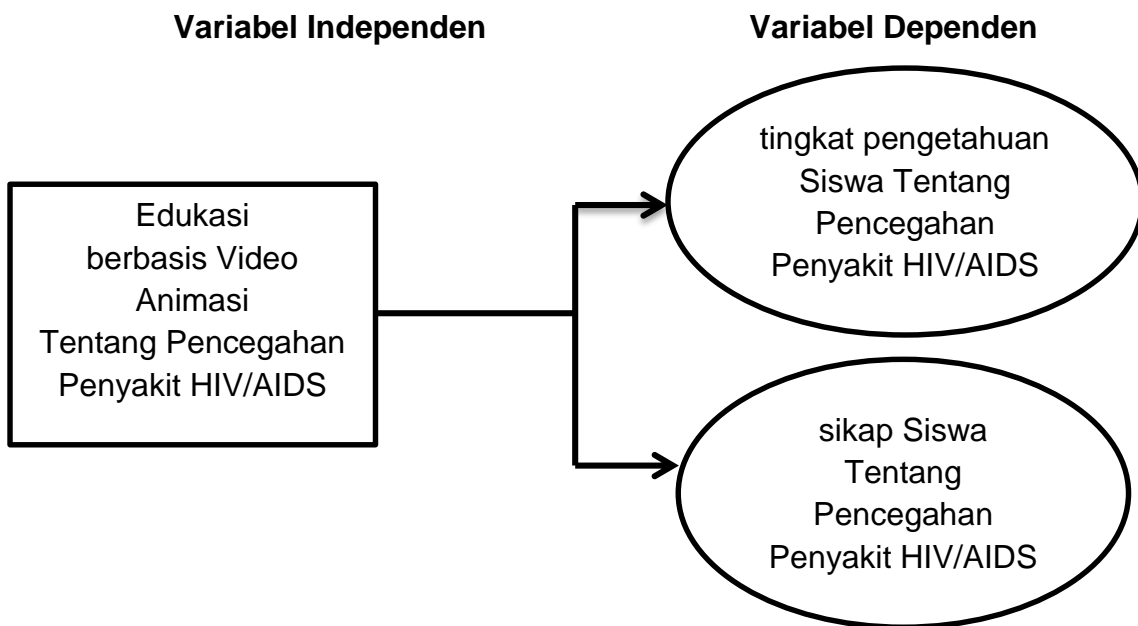 Variabel Independen
Variabel Dependen
Edukasi
berbasis Video
Animasi
Tentang Pencegahan
Penyakit HIV/AIDS
tingkat pengetahuan
Siswa Tentang
Pencegahan
Penyakit HIV/AIDS
sikap Siswa
Tentang
Pencegahan
Penyakit HIV/AIDS